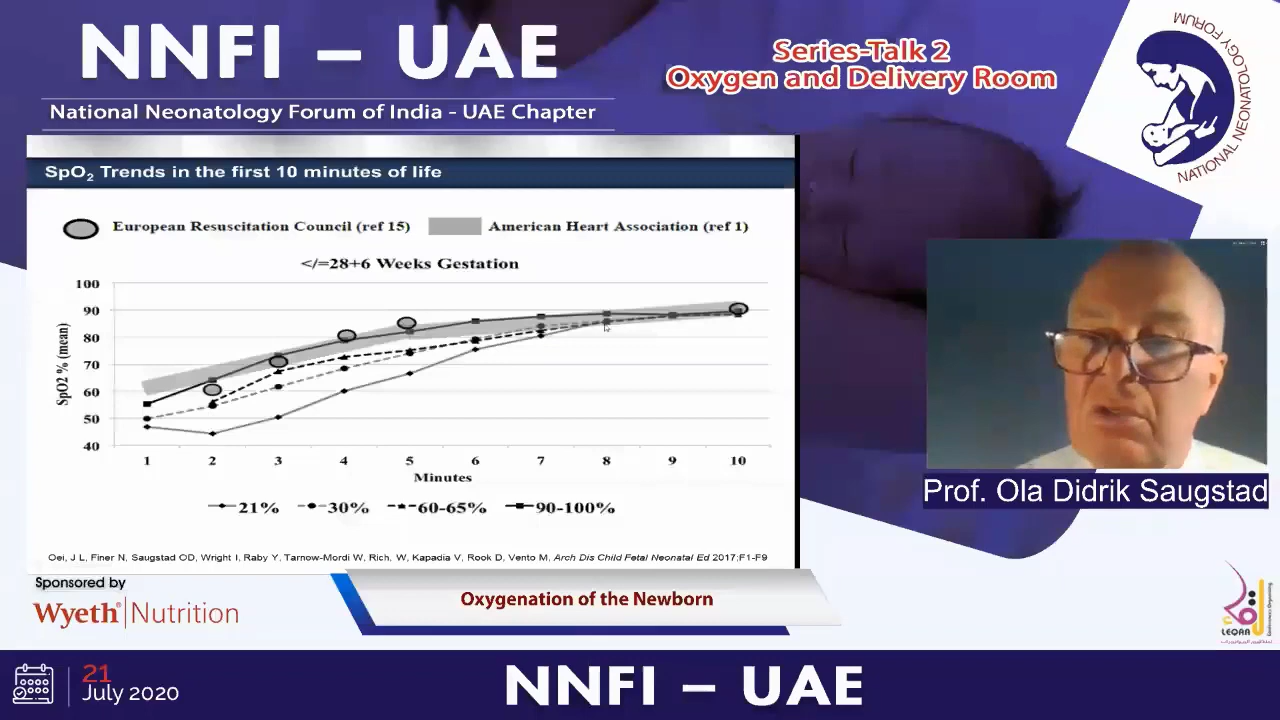 NNFI – UAE
National Neonatology Forum of India - UAE Chapter
Series-Talk 2
Oxygen and Delivery Room
NATIONAL NEONATOLOGY FORUM
SpO₂ Trends in the first 10 minutes of life
European Resuscitation Council (ref 15)
American Heart Association (ref 1)
</=28+6 Weeks Gestation
SpO2 % (mean)
100
90
80
70
60
50
40
1 2 3 4 5 6 7 8 9 10
Minutes
21% 30% 60-65% 90-100%
Oei, J L, Finer N, Saugstad OD, Wright I, Raby Y, Tarnow-Mordi W, Rich, W, Kapadia V, Rook D, Vento M, Arch Dis Child Fetal Neonatal Ed 2017;F1-F9
Prof. Ola Didrik Saugstad
Sponsored by
Wyeth® Nutrition
Oxygenation of the Newborn
LEQAA
21
July 2020
NNFI – UAE